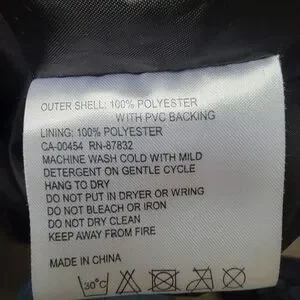 OUTER SHELL: 100% POLYESTER
WITH PVC BACKING
LINING: 100% POLYESTER
CA-00454 RN-87832
MACHINE WASH COLD WITH MILD
DETERGENT ON GENTLE CYCLE
HANG TO DRY
DO NOT PUT IN DRYER OR WRING
DO NOT BLEACH OR IRON
DO NOT DRY CLEAN
KEEP AWAY FROM FIRE
MADE IN CHINA
30°C